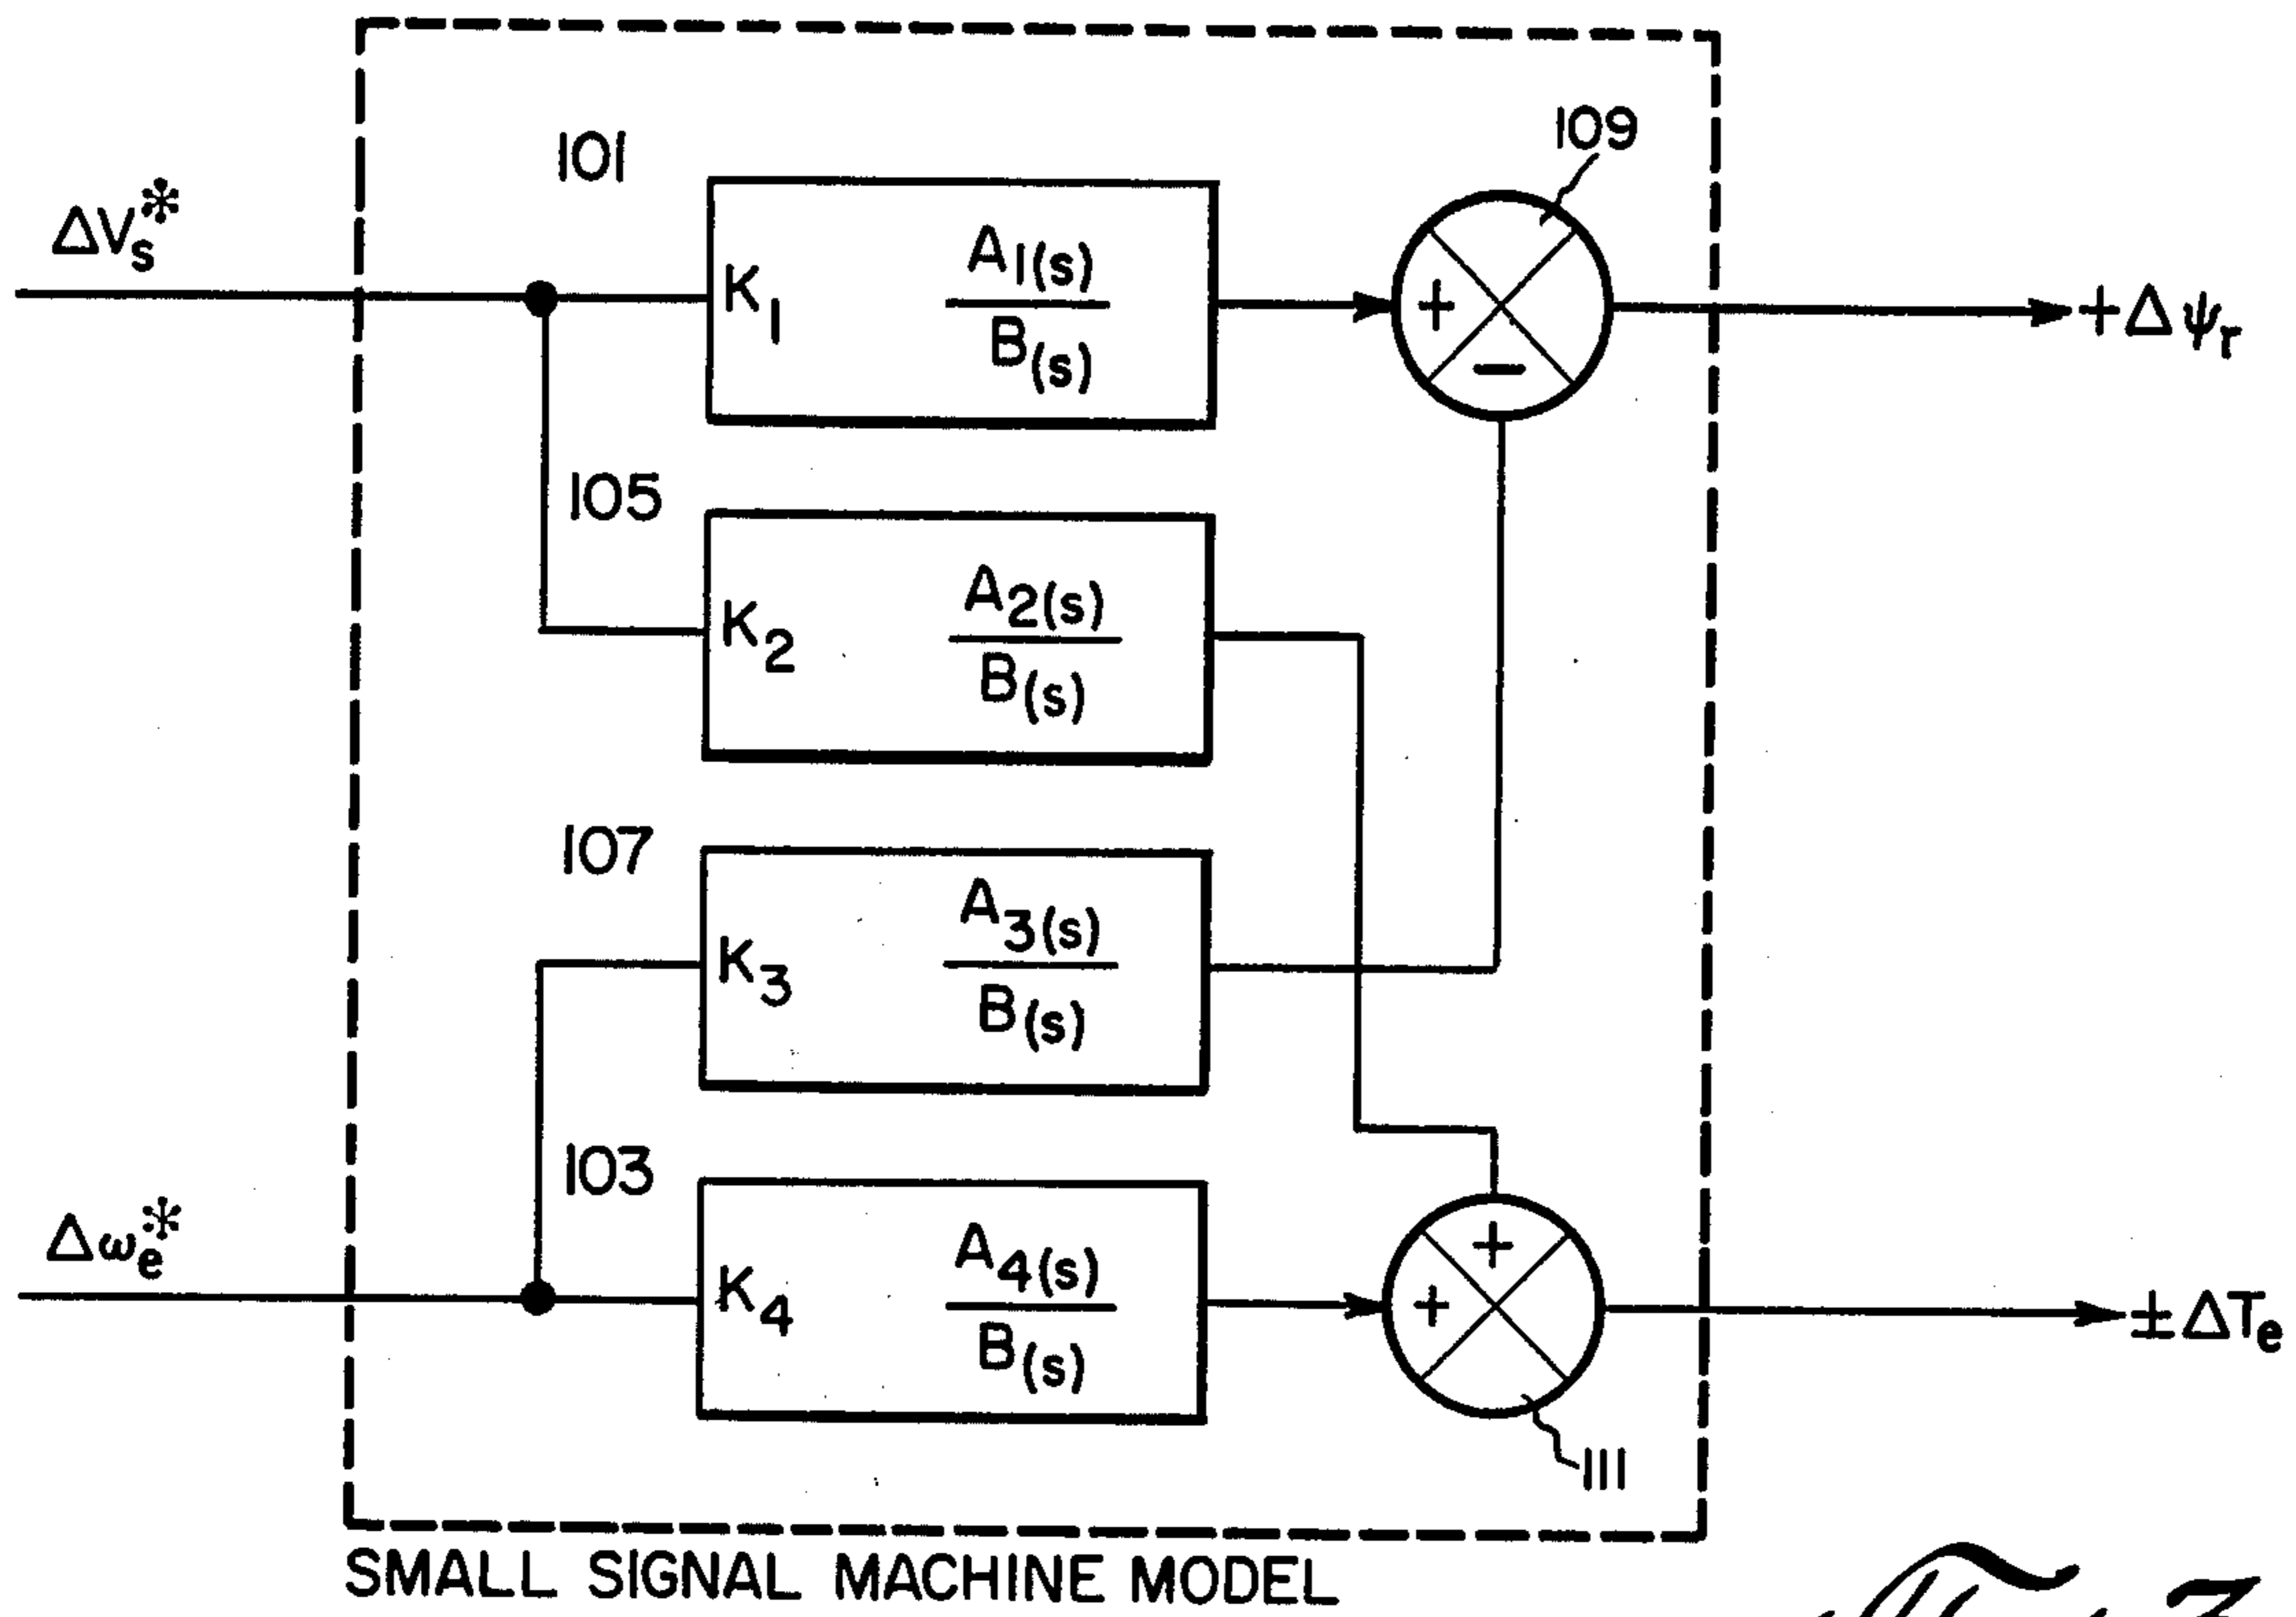 101
109
ΔVs*
K1 A1(s)
B(s)
+
−
+Δψr
105
K2 A2(s)
B(s)
107
K3 A3(s)
B(s)
103
Δωe*
K4 A4(s)
B(s)
+
+
±ΔTe
111
SMALL SIGNAL MACHINE MODEL